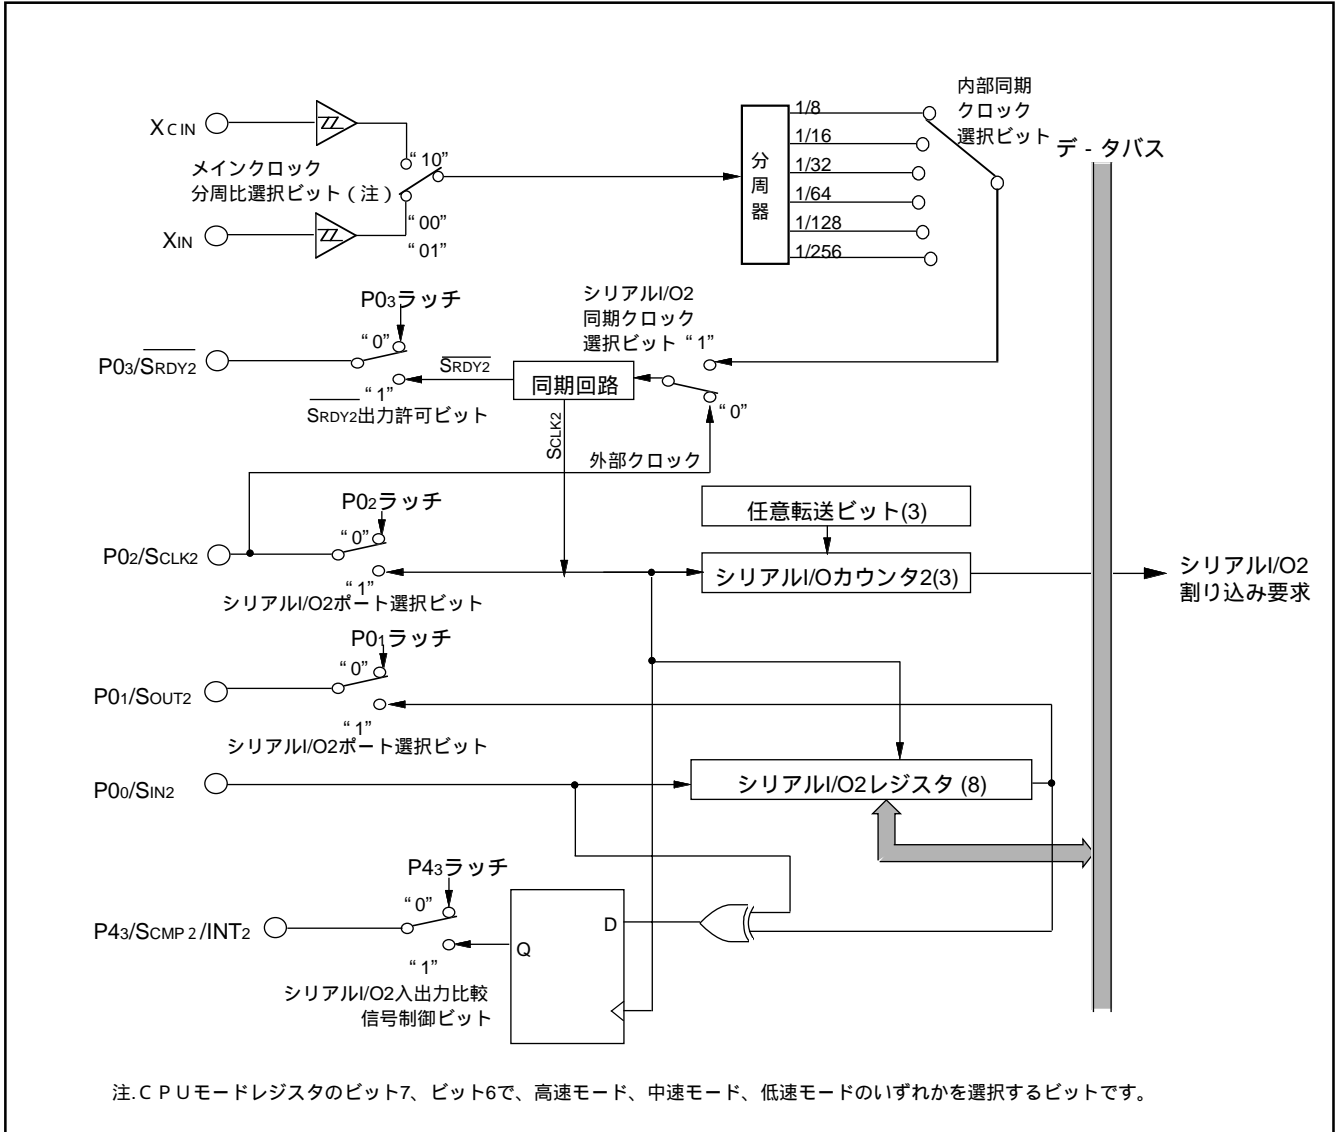 XCIN
メインクロック
分周比選択ビット（注）
“10”
“00”
“01”
XIN
分周器
1/8
1/16
1/32
1/64
1/128
1/256
内部同期
クロック
選択ビット
デ-タバス
P03ラッチ
“0”
P03/SRDY2
“1”
SRDY2出力許可ビット
SRDY2
同期回路
SCLK2
シリアルI/O2
同期クロック
選択ビット “1”
“0”
外部クロック
P02ラッチ
“0”
P02/SCLK2
“1”
シリアルI/O2ポート選択ビット
任意転送ビット(3)
シリアルI/Oカウンタ2(3)
シリアルI/O2
割り込み要求
P01ラッチ
“0”
P01/SOUT2
“1”
シリアルI/O2ポート選択ビット
P00/SIN2
シリアルI/O2レジスタ (8)
P43ラッチ
“0”
P43/SCMP2/INT2
“1”
シリアルI/O2入出力比較
信号制御ビット
D
Q
注.ＣＰＵモードレジスタのビット7、ビット6で、高速モード、中速モード、低速モードのいずれかを選択するビットです。